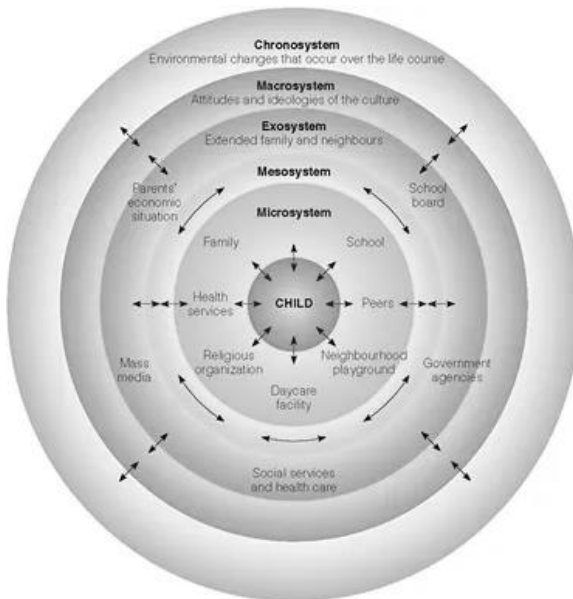 Chronosystem
Environmental changes that occur over the life course
Macrosystem
Attitudes and ideologies of the culture
Exosystem
Extended family and neighbours
Mesosystem
Parents'
economic
situation
School
board
Microsystem
Family
School
Health
services
CHILD
Peers
Religious
organization
Neighbourhood
playground
Mass
media
Government
agencies
Daycare
facility
Social services
and health care